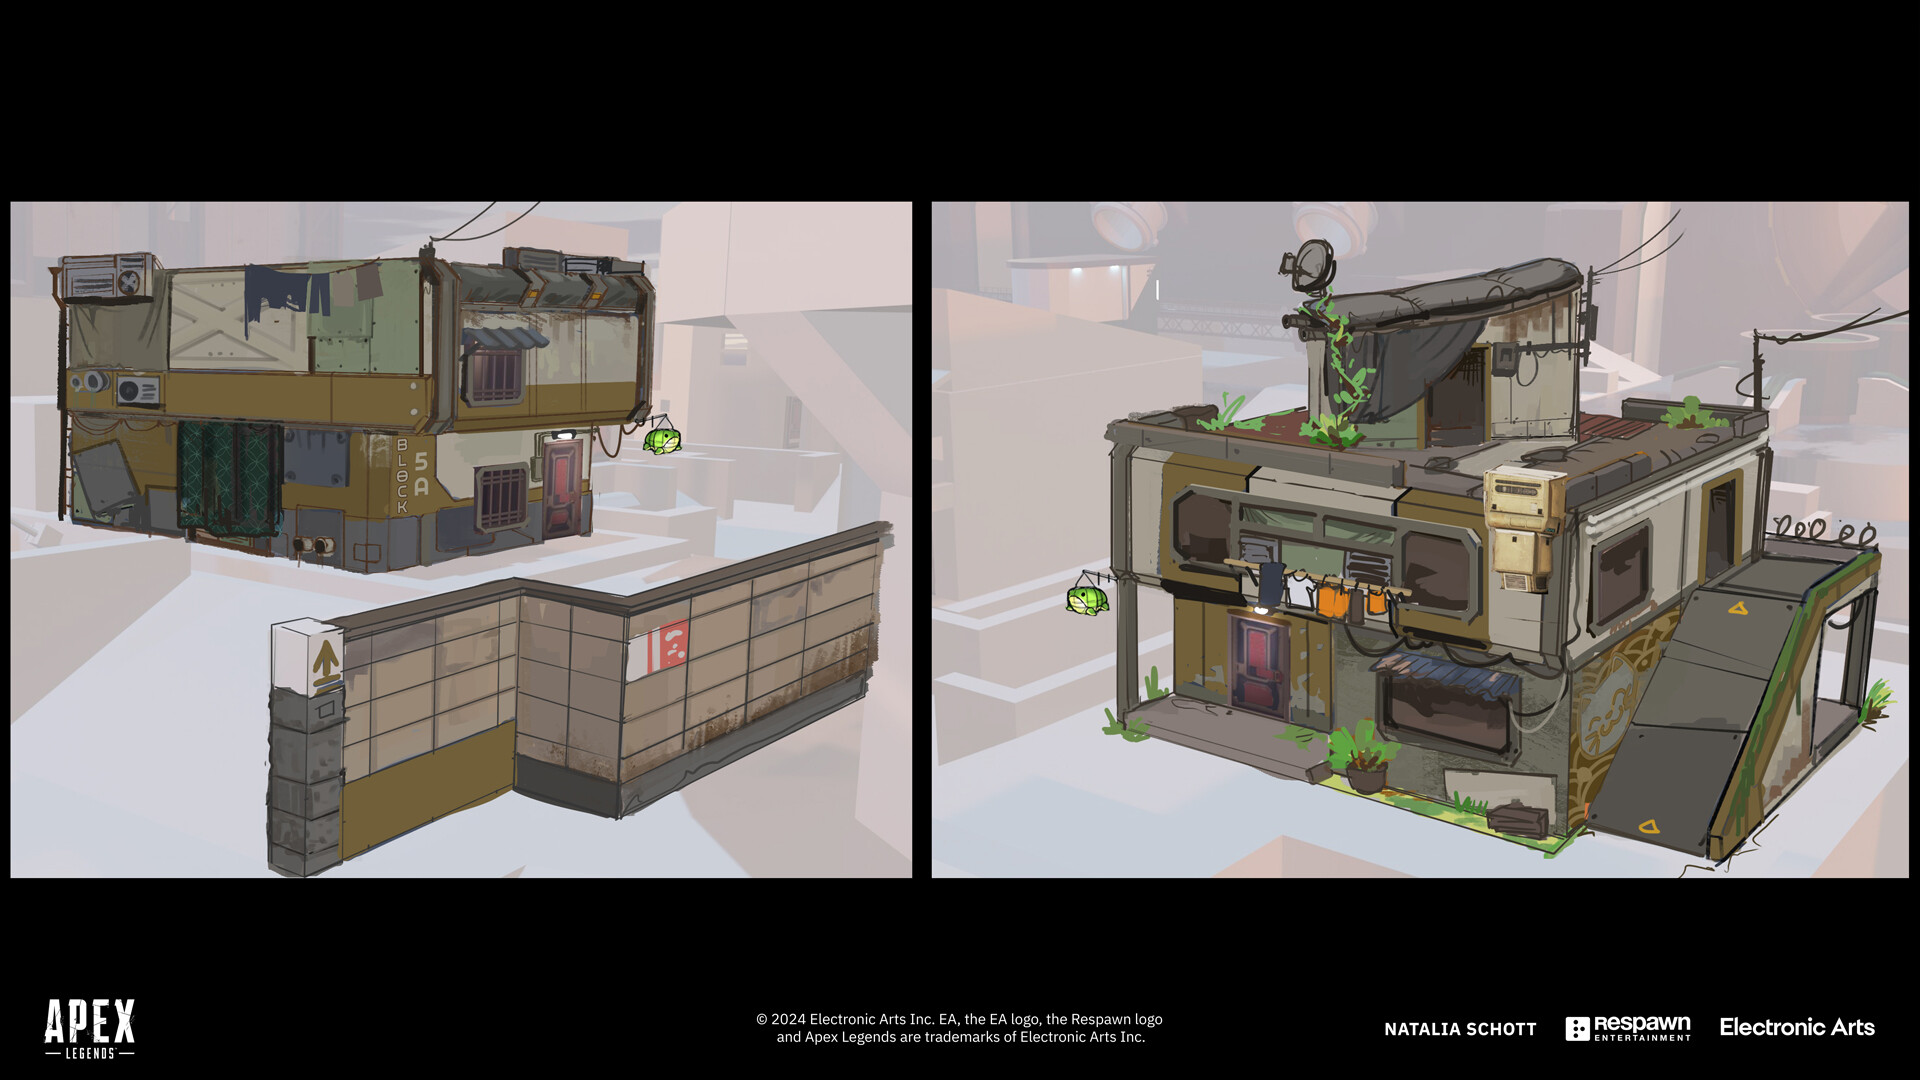 BLOCK
5A
APEX
LEGENDS
© 2024 Electronic Arts Inc. EA, the EA logo, the Respawn logo
and Apex Legends are trademarks of Electronic Arts Inc.
NATALIA SCHOTT
Respawn
ENTERTAINMENT
Electronic Arts